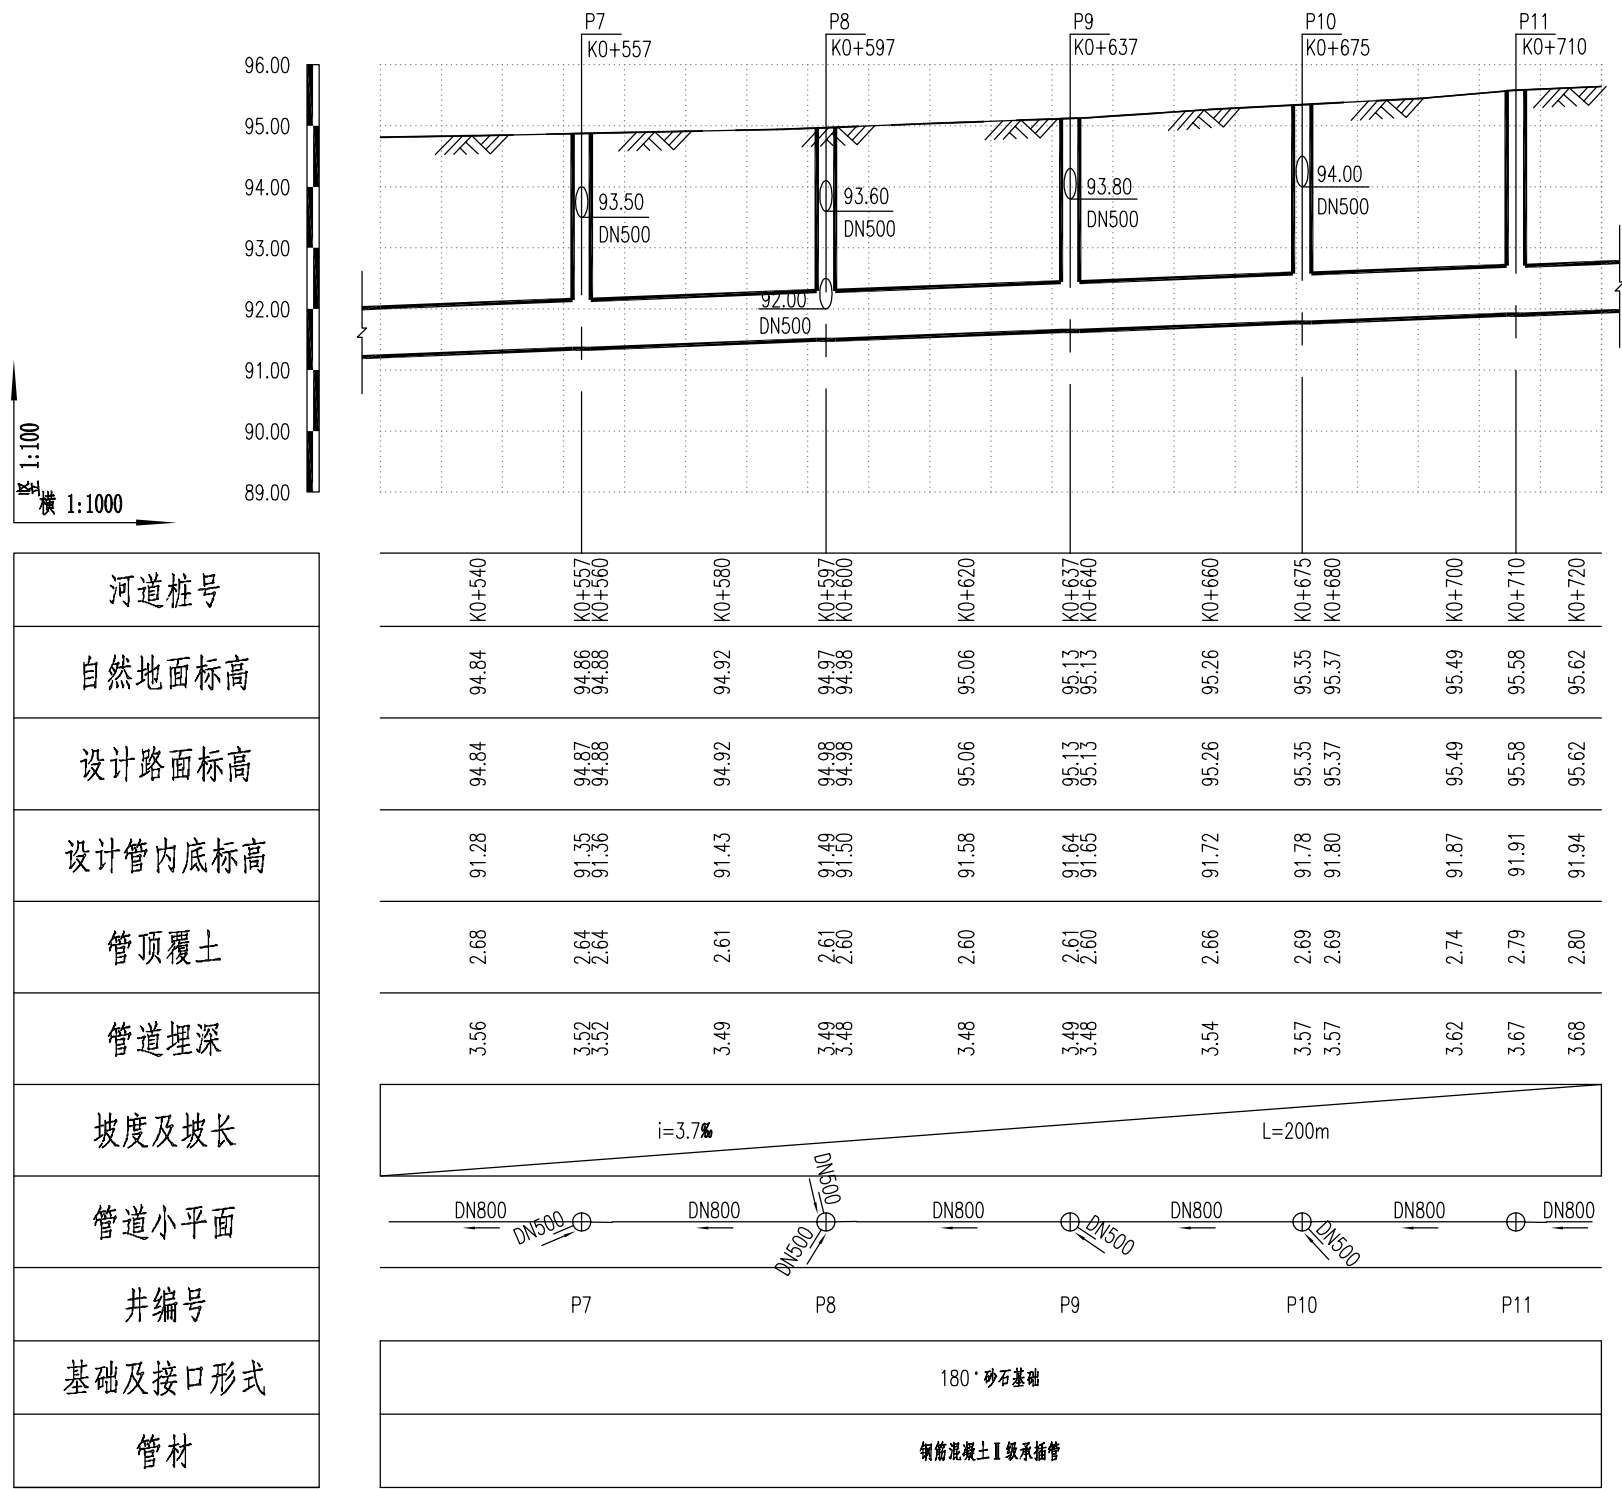 P7 P8 P9 P10 P11
K0+557 K0+597 K0+637 K0+675 K0+710
96.00
95.00
94.00
93.00
92.00
91.00
90.00
89.00
93.50
DN500
93.60
DN500
93.80
DN500
94.00
DN500
92.00
DN500
竖 1:100
横 1:1000
河道桩号 K0+540 K0+557 K0+560 K0+580 K0+597 K0+600 K0+620 K0+637 K0+640 K0+660 K0+675 K0+680 K0+700 K0+710 K0+720
自然地面标高 94.84 94.86 94.88 94.92 94.97 94.98 95.06 95.13 95.13 95.26 95.35 95.37 95.49 95.58 95.62
设计路面标高 94.84 94.87 94.88 94.92 94.98 94.98 95.06 95.13 95.13 95.26 95.35 95.37 95.49 95.58 95.62
设计管内底标高 91.28 91.35 91.36 91.43 91.49 91.50 91.58 91.64 91.65 91.72 91.78 91.80 91.87 91.91 91.94
管顶覆土 2.68 2.64 2.64 2.61 2.61 2.60 2.60 2.61 2.60 2.66 2.69 2.69 2.74 2.79 2.80
管道埋深 3.56 3.52 3.52 3.49 3.49 3.48 3.48 3.49 3.48 3.54 3.57 3.57 3.62 3.67 3.68
坡度及坡长 i=3.7‰ L=200m
管道小平面 DN800 DN500 DN800 DN500 DN500 DN800 DN500 DN800 DN500 DN800 DN800
井编号 P7 P8 P9 P10 P11
基础及接口形式 180°砂石基础
管材 钢筋混凝土Ⅱ级承插管